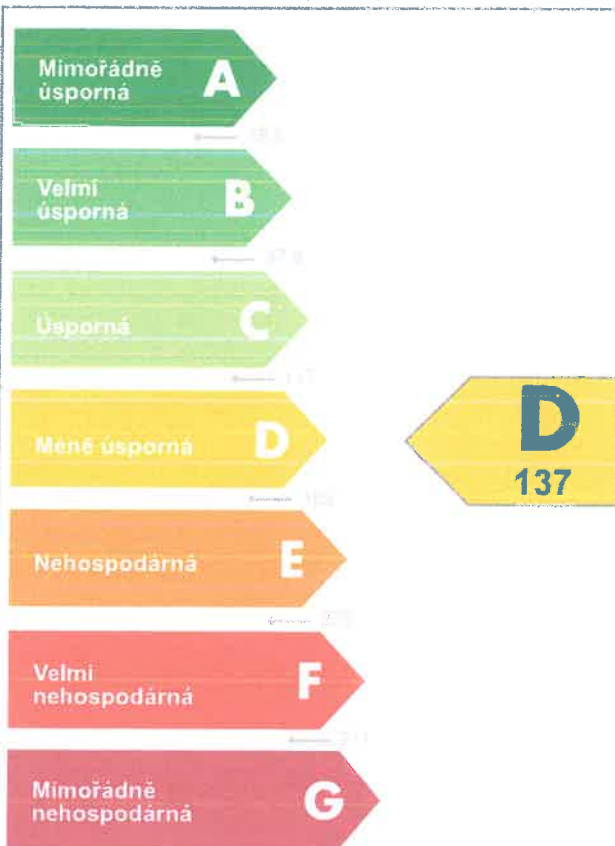 Mimořádně
úsporná
A
Velmi
úsporná
B
Úsporná
C
Méně úsporná
D
D
137
Nehospodárná
E
Velmi
nehospodárná
F
Mimořádně
nehospodárná
G